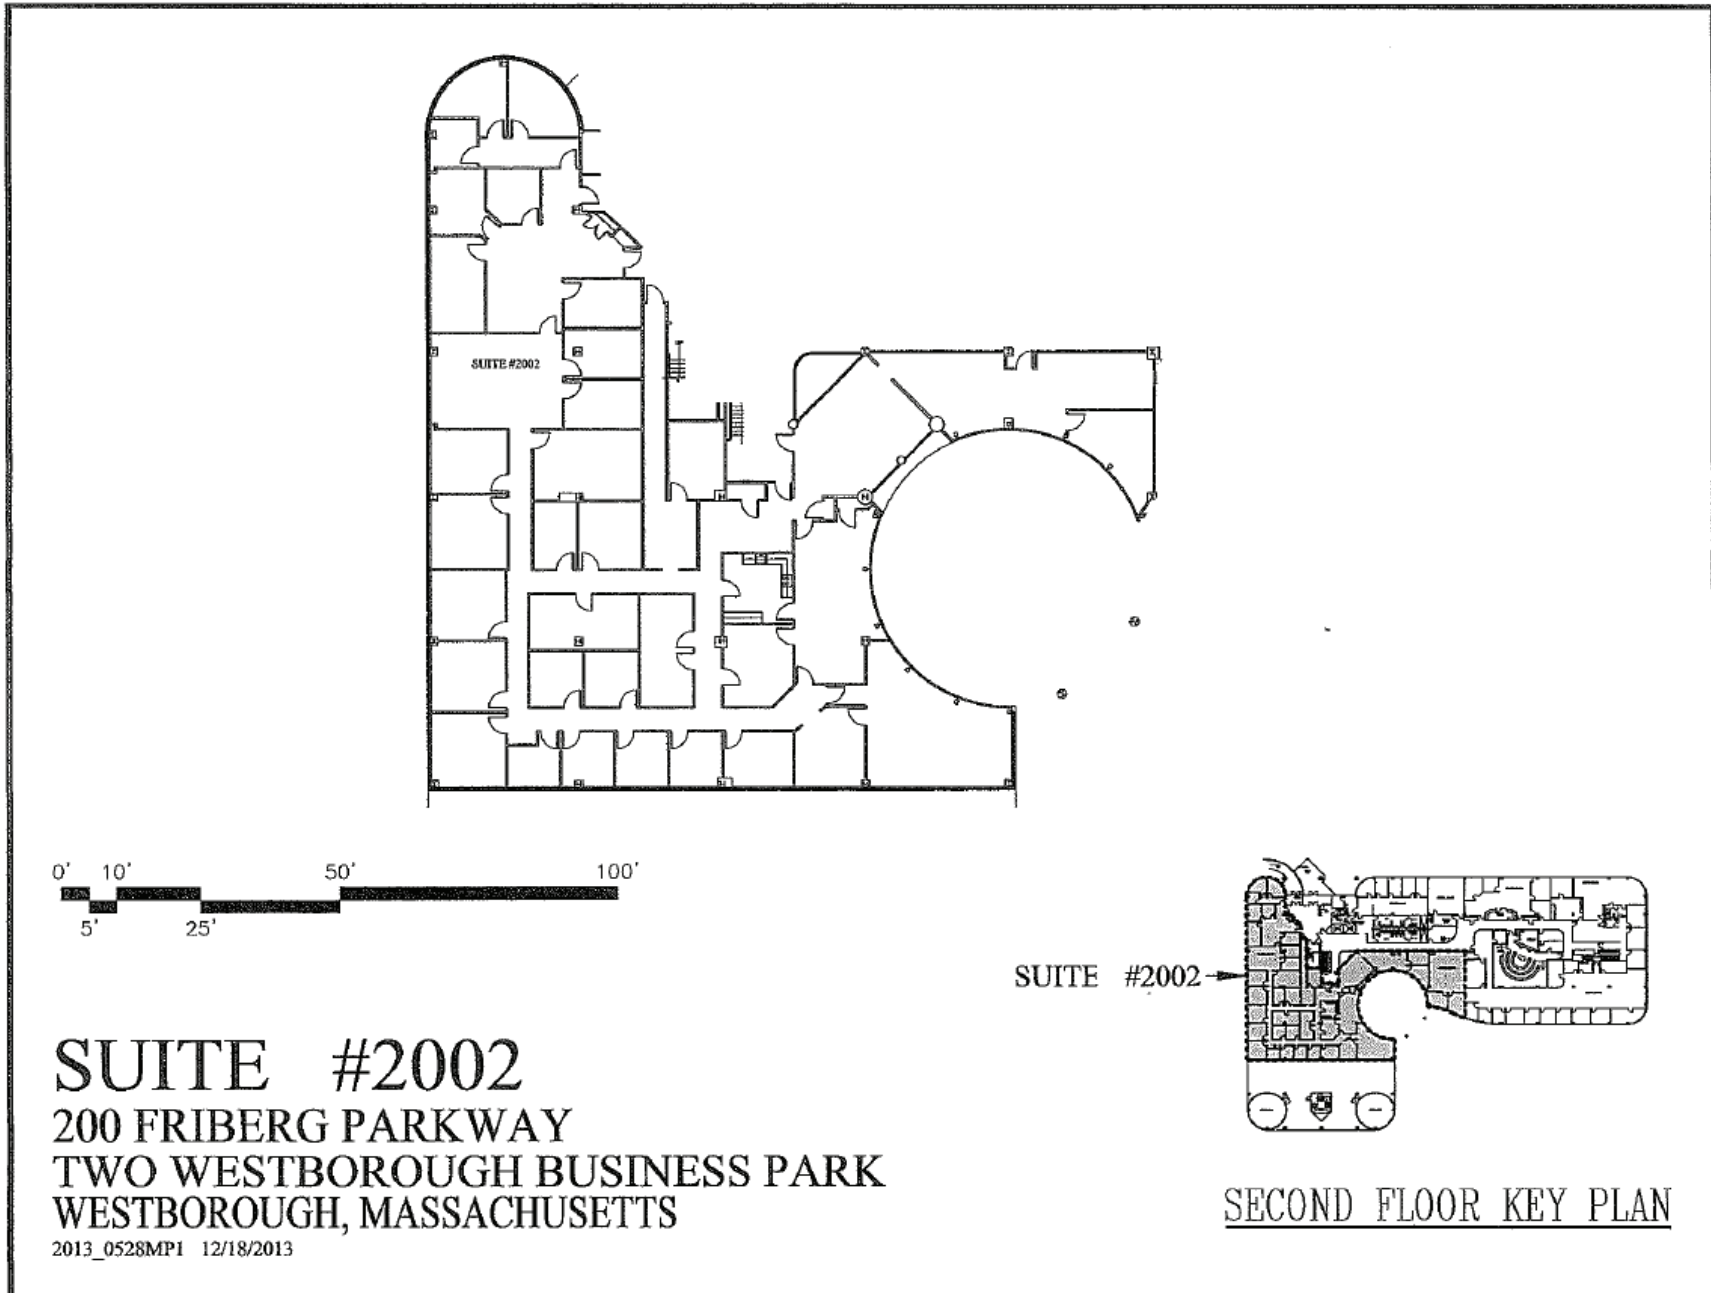 SUITE #2002
0' 10' 50' 100'
5' 25'
SUITE #2002
SUITE #2002
200 FRIBERG PARKWAY
TWO WESTBOROUGH BUSINESS PARK
WESTBOROUGH, MASSACHUSETTS
2013_0528MP1 12/18/2013
SECOND FLOOR KEY PLAN